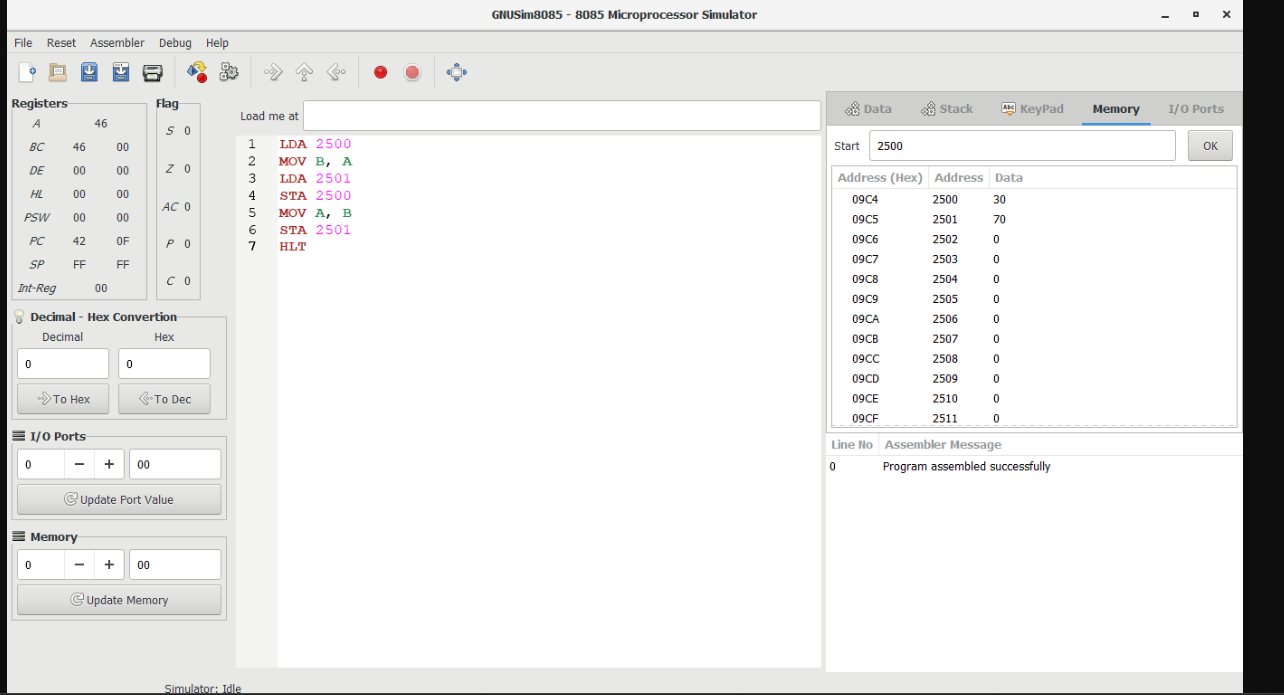 GNUSim8085 - 8085 Microprocessor Simulator
File Reset Assembler Debug Help
Registers
A 46
BC 46 00
DE 00 00
HL 00 00
PSW 00 00
PC 42 0F
SP FF FF
Int-Reg 00
Flag
S 0
Z 0
AC 0
P 0
C 0
Decimal - Hex Convertion
Decimal Hex
0 0
To Hex To Dec
I/O Ports
0 − + 00
Update Port Value
Memory
0 − + 00
Update Memory
Load me at
1 LDA 2500
2 MOV B, A
3 LDA 2501
4 STA 2500
5 MOV A, B
6 STA 2501
7 HLT
Data Stack Abc KeyPad Memory I/O Ports
Start 2500 OK
Address (Hex) Address Data
09C4 2500 30
09C5 2501 70
09C6 2502 0
09C7 2503 0
09C8 2504 0
09C9 2505 0
09CA 2506 0
09CB 2507 0
09CC 2508 0
09CD 2509 0
09CE 2510 0
09CF 2511 0
Line No Assembler Message
0 Program assembled successfully
Simulator: Idle